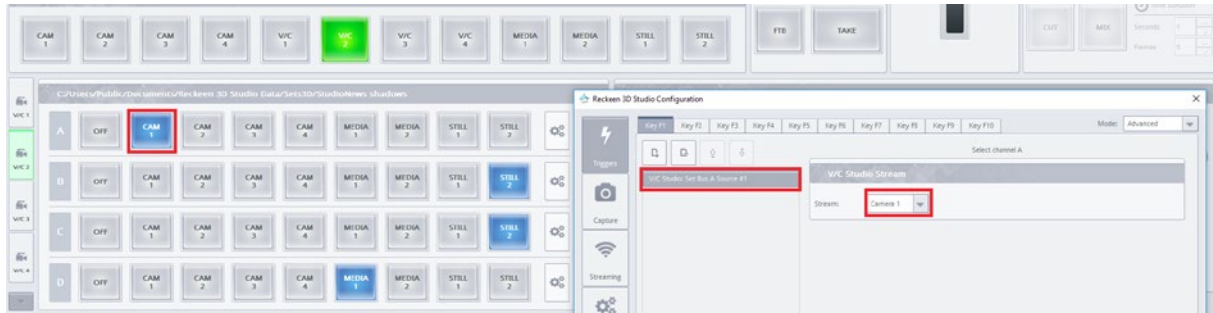 CAM 1 CAM 2 CAM 3 CAM 4 V/C 1 V/C 2 V/C 3 V/C 4 MEDIA 1 MEDIA 2 STILL 1 STILL 2 FTB TAKE CUT MIX
Seconds: 1
Frames:
C:/Users/Public/Documents/Reckeen 3D Studio Data/Sets3D/StudioNews shadows
V/C 1
V/C 2
V/C 3
V/C 4
A OFF CAM 1 CAM 2 CAM 3 CAM 4 MEDIA 1 MEDIA 2 STILL 1 STILL 2
B OFF CAM 1 CAM 2 CAM 3 CAM 4 MEDIA 1 MEDIA 2 STILL 1 STILL 2
C OFF CAM 1 CAM 2 CAM 3 CAM 4 MEDIA 1 MEDIA 2 STILL 1 STILL 2
D OFF CAM 1 CAM 2 CAM 3 CAM 4 MEDIA 1 MEDIA 2 STILL 1 STILL 2
Reckeen 3D Studio Configuration
Key F1 Key F2 Key F3 Key F4 Key F5 Key F6 Key F7 Key F8 Key F9 Key F10 Mode: Advanced
Triggers
Capture
Streaming
Select channel A
V/C Studio: Set Bus A Source #1
V/C Studio Stream
Stream: Camera 1